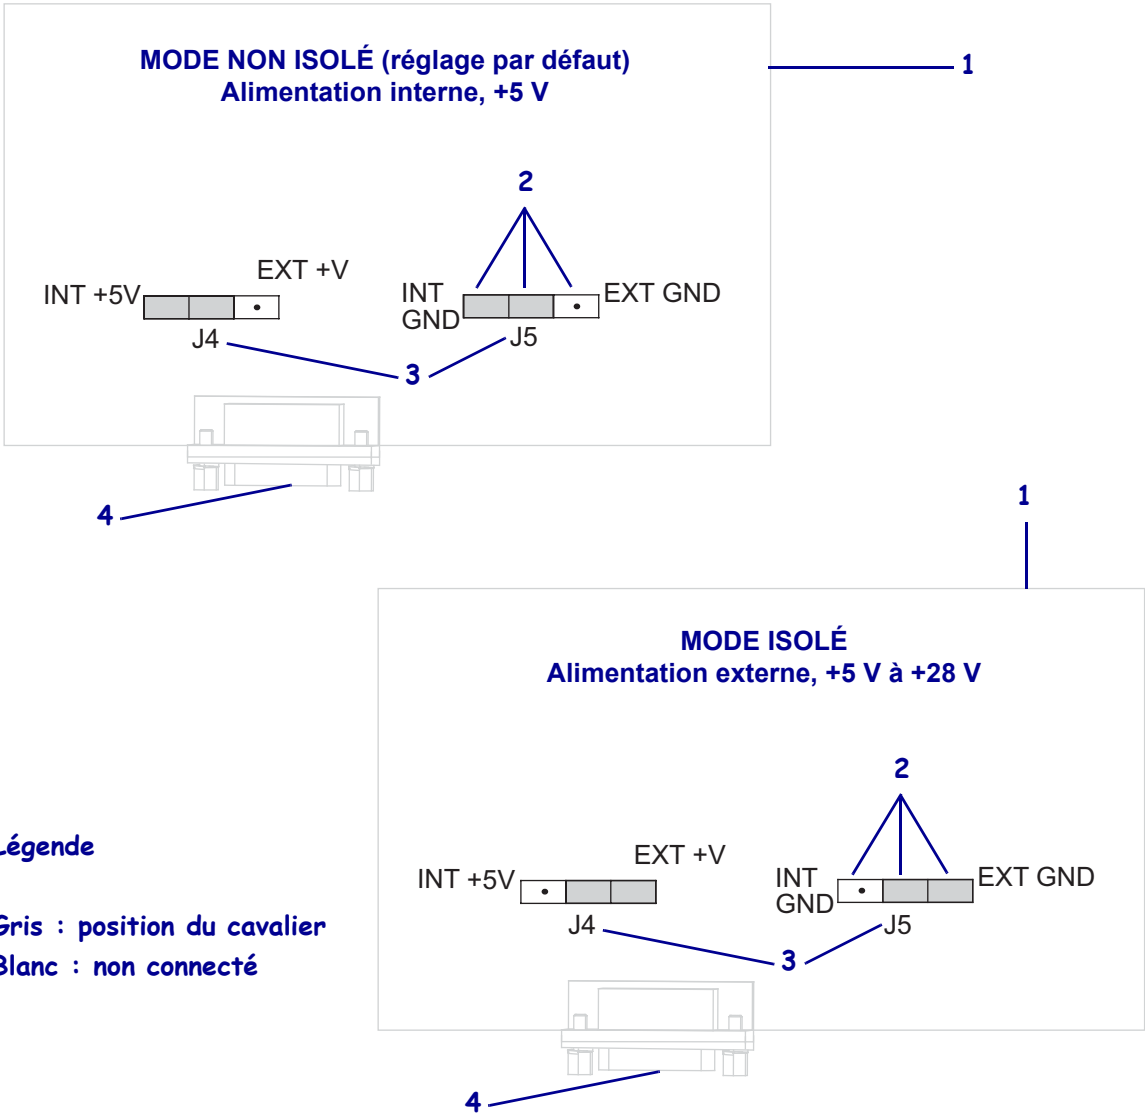 MODE NON ISOLÉ (réglage par défaut)
Alimentation interne, +5 V
1
2
EXT +V
INT +5V
INT
GND
EXT GND
J4
J5
3
4
1
MODE ISOLÉ
Alimentation externe, +5 V à +28 V
2
Légende
EXT +V
INT +5V
INT
GND
EXT GND
Gris : position du cavalier
J4
J5
Blanc : non connecté
3
4